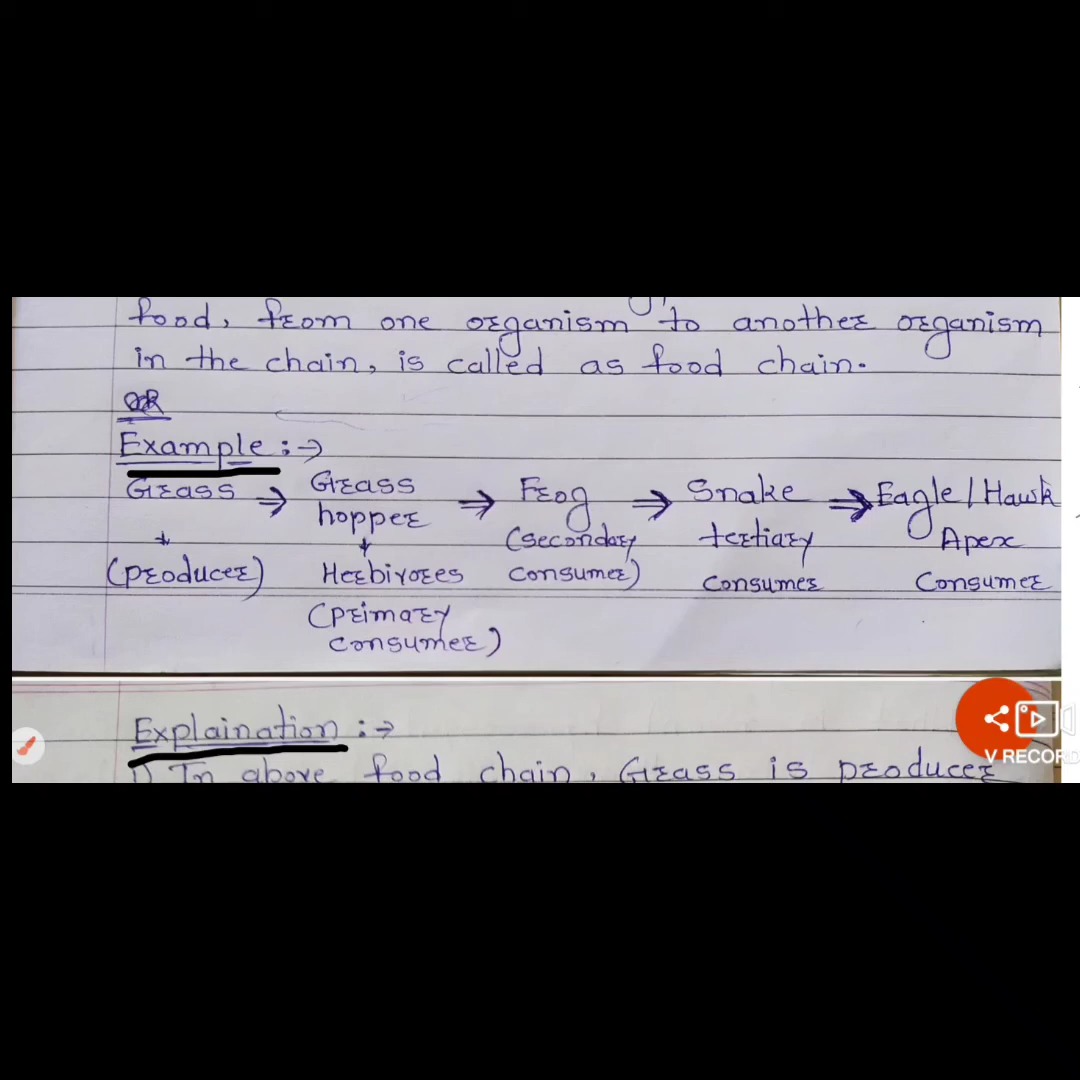 food, from one organism to another organism
in the chain, is called as food chain.
OR
Example :→
Grass → Grass hopper → Frog → Snake → Eagle/Hawk
(producer) Herbivores (secondary consumer) tertiary consumer Apex Consumer
(primary consumer)
Explaination :→
1) In above food chain, Grass is producer
V RECORD